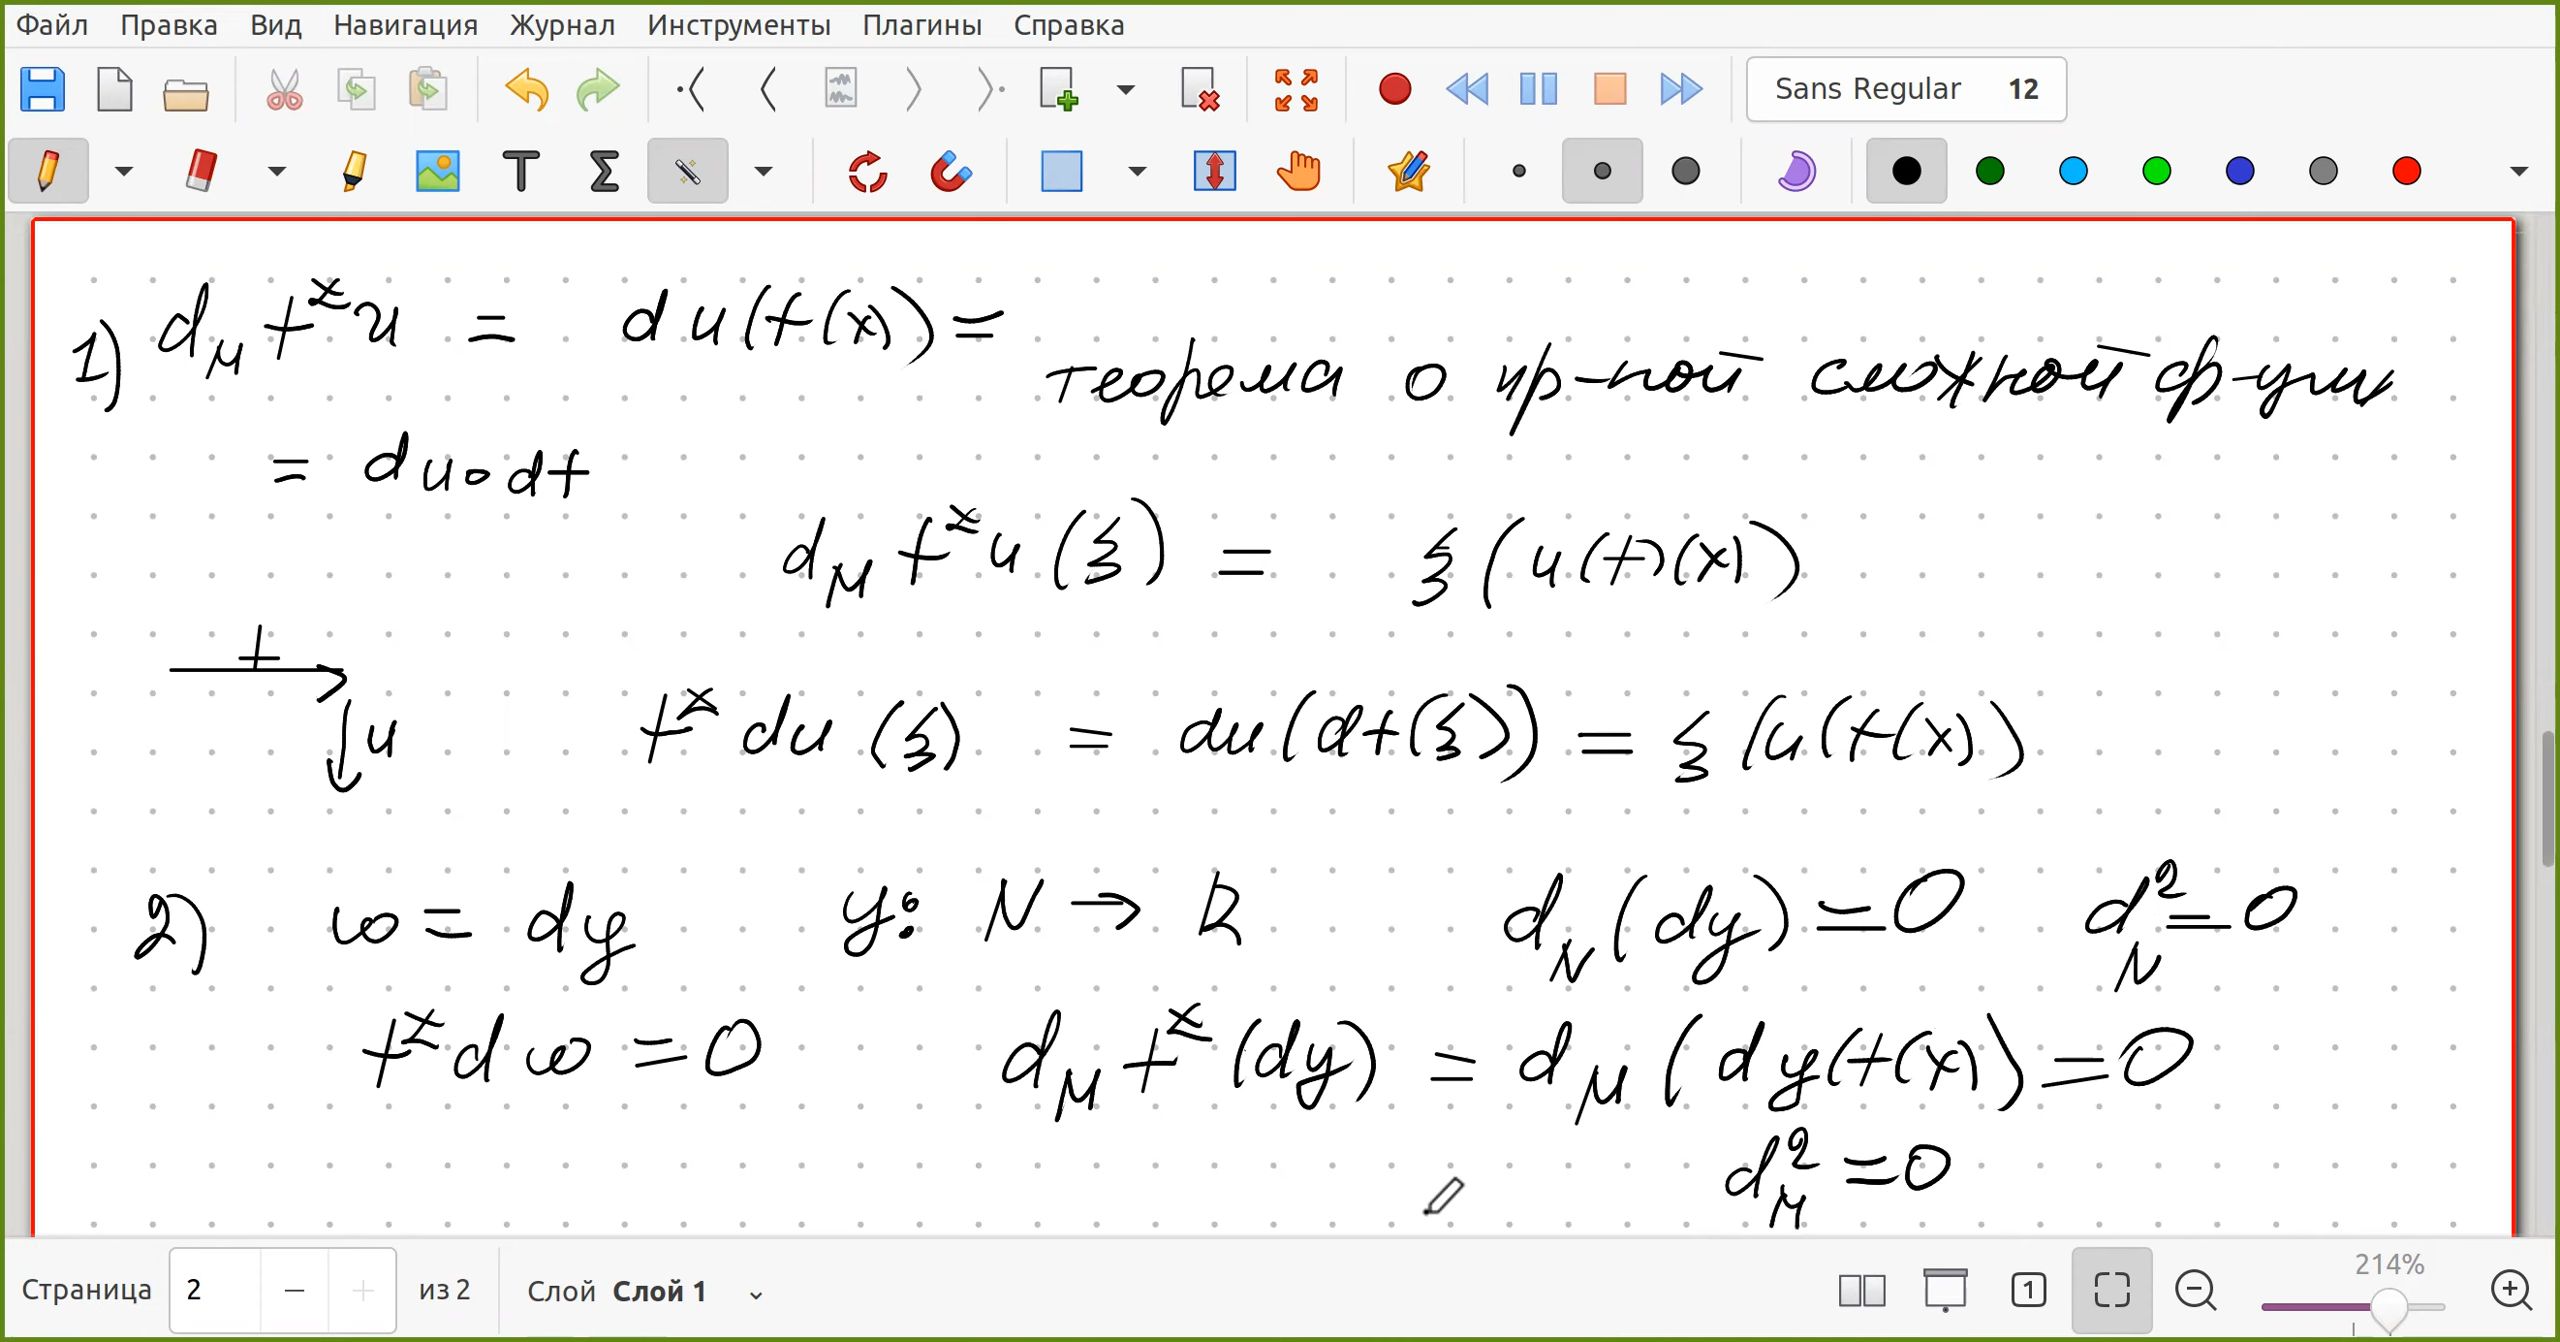 Файл Правка Вид Навигация Журнал Инструменты Плагины Справка
Sans Regular 12
1) d_M f^* u = du(f(x)) =
теорема о пр-ной сложной ф-ции
= du∘df
d_M f^* u (ξ) = ξ(u(f)(x))
f
u
f^* du (ξ) = du(df(ξ)) = ξ(u(f(x))
2) ω = dy y: N → R d_N(dy) = 0 d_N^2 = 0
f^* dω = 0 d_M f^*(dy) = d_M(dy(f(x)) = 0
d_M^2 = 0
Страница 2 из 2 Слой Слой 1 1 214%